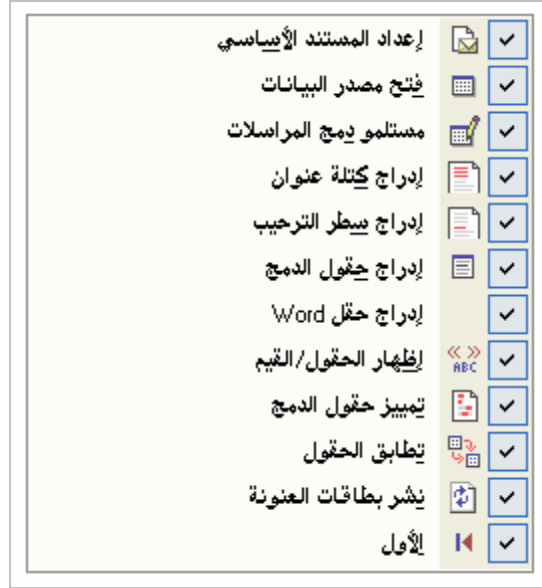 إعداد المستند الأساسي
فتح مصدر البيانات
مستلمو دمج المراسلات
إدراج كتلة عنوان
إدراج سطر الترحيب
إدراج حقول الدمج
إدراج حقل Word
إظهار الحقول/القيم
« » ABC
تمييز حقول الدمج
تطابق الحقول
نشر بطاقات العنونة
الأول